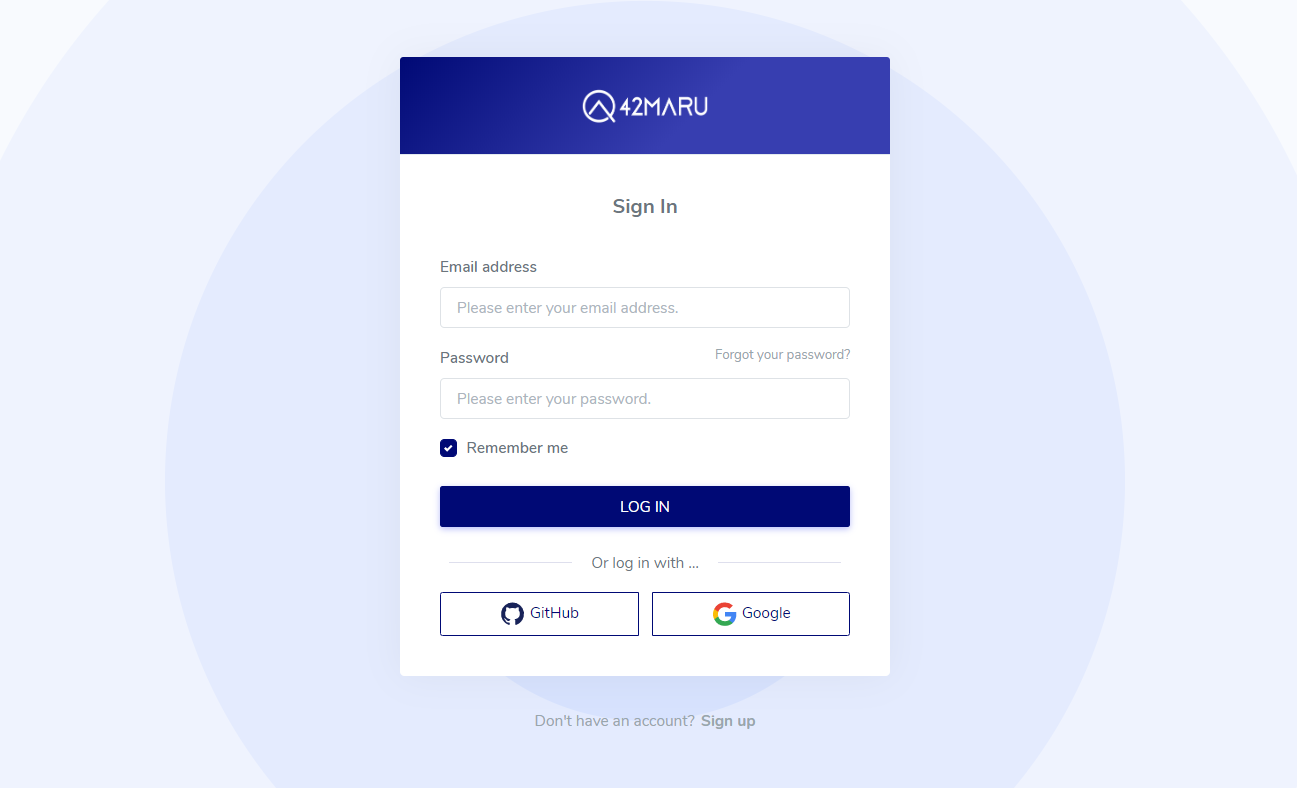 42MARU
Sign In
Email address
Please enter your email address.
Password
Forgot your password?
Please enter your password.
Remember me
LOG IN
Or log in with ...
GitHub
Google
Don't have an account? Sign up